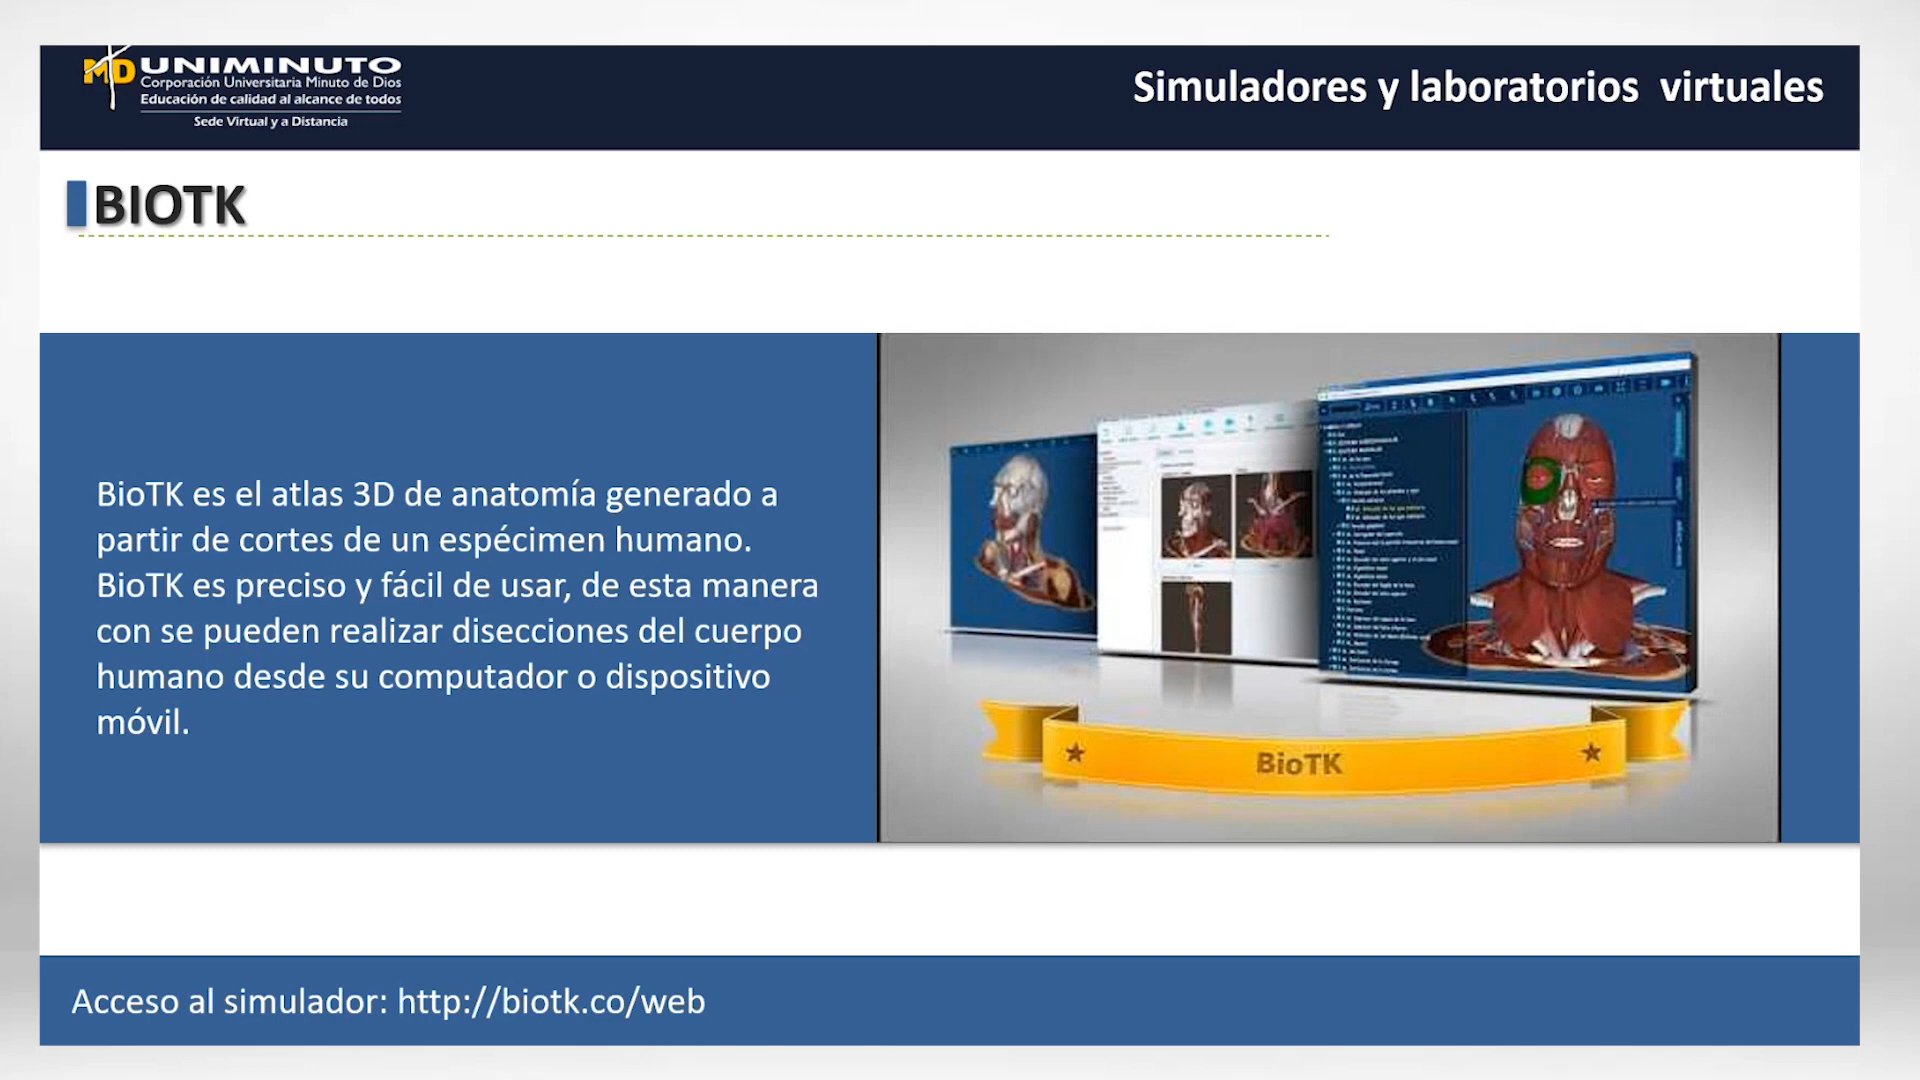 MD UNIMINUTO
Corporación Universitaria Minuto de Dios
Educación de calidad al alcance de todos
Sede Virtual y a Distancia
Simuladores y laboratorios virtuales
BIOTK
BioTK es el atlas 3D de anatomía generado a
partir de cortes de un espécimen humano.
BioTK es preciso y fácil de usar, de esta manera
con se pueden realizar disecciones del cuerpo
humano desde su computador o dispositivo
móvil.
BioTK
Acceso al simulador: http://biotk.co/web